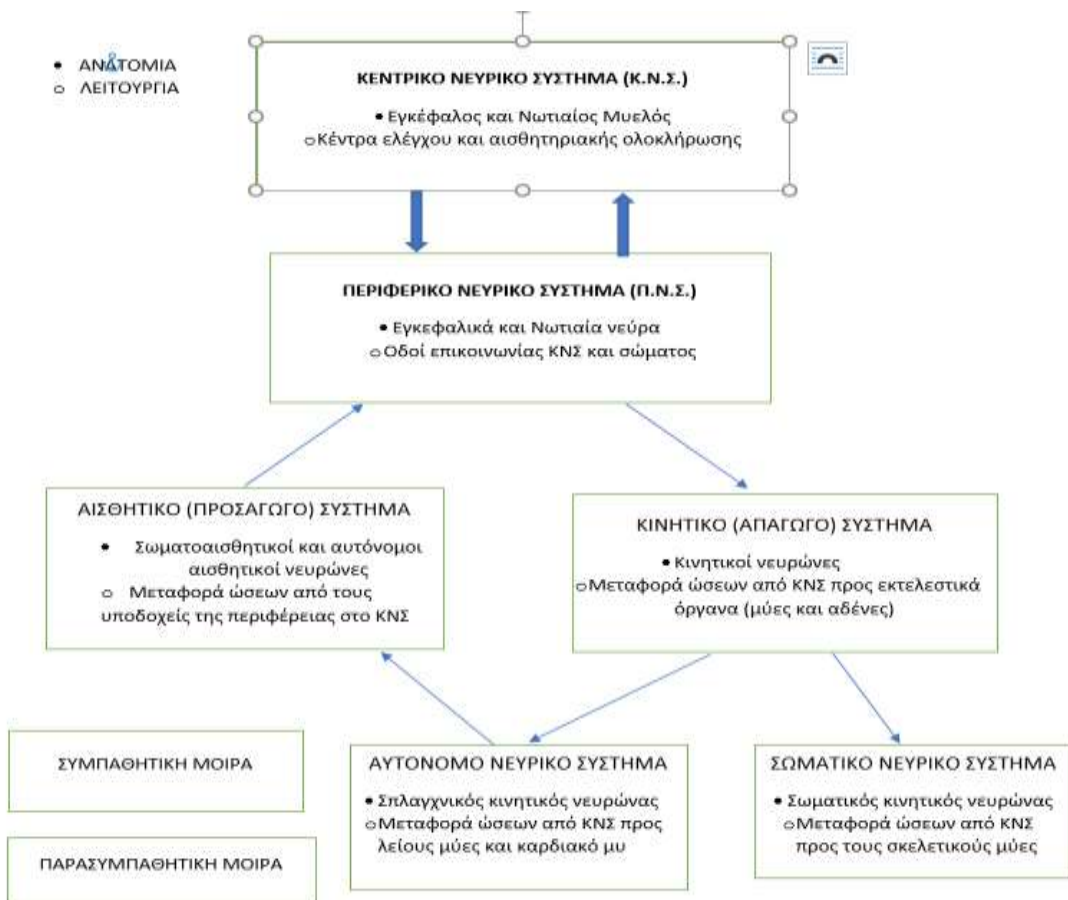 • ΑΝΑΤΟΜΙΑ
○ ΛΕΙΤΟΥΡΓΙΑ
ΚΕΝΤΡΙΚΟ ΝΕΥΡΙΚΟ ΣΥΣΤΗΜΑ (Κ.Ν.Σ.)
• Εγκέφαλος και Νωτιαίος Μυελός
○ Κέντρα ελέγχου και αισθητηριακής ολοκλήρωσης
ΠΕΡΙΦΕΡΙΚΟ ΝΕΥΡΙΚΟ ΣΥΣΤΗΜΑ (Π.Ν.Σ.)
• Εγκεφαλικά και Νωτιαία νεύρα
○ Οδοί επικοινωνίας ΚΝΣ και σώματος
ΑΙΣΘΗΤΙΚΟ (ΠΡΟΣΑΓΩΓΟ) ΣΥΣΤΗΜΑ
• Σωματοαισθητικοί και αυτόνομοι
αισθητικοί νευρώνες
○ Μεταφορά ώσεων από τους
υποδοχείς της περιφέρειας στο ΚΝΣ
ΚΙΝΗΤΙΚΟ (ΑΠΑΓΩΓΟ) ΣΥΣΤΗΜΑ
• Κινητικοί νευρώνες
○ Μεταφορά ώσεων από ΚΝΣ προς εκτελεστικά
όργανα (μύες και αδένες)
ΣΥΜΠΑΘΗΤΙΚΗ ΜΟΙΡΑ
ΠΑΡΑΣΥΜΠΑΘΗΤΙΚΗ ΜΟΙΡΑ
ΑΥΤΟΝΟΜΟ ΝΕΥΡΙΚΟ ΣΥΣΤΗΜΑ
• Σπλαγχνικός κινητικός νευρώνας
○ Μεταφορά ώσεων από ΚΝΣ προς
λείους μύες και καρδιακό μυ
ΣΩΜΑΤΙΚΟ ΝΕΥΡΙΚΟ ΣΥΣΤΗΜΑ
• Σωματικός κινητικός νευρώνας
○ Μεταφορά ώσεων από ΚΝΣ
προς τους σκελετικούς μύες